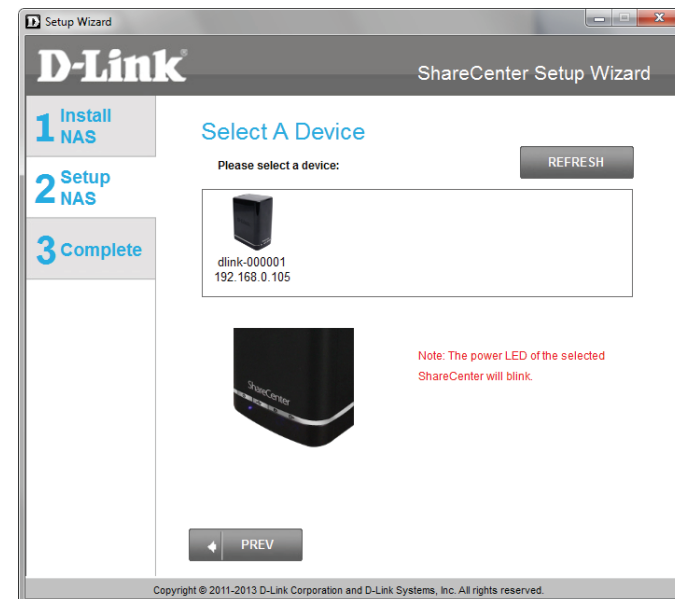 Setup Wizard
D-Link
ShareCenter Setup Wizard
1 Install
NAS
2 Setup
NAS
3 Complete
Select A Device
Please select a device:
REFRESH
dlink-000001
192.168.0.105
ShareCenter
Note: The power LED of the selected
ShareCenter will blink.
PREV
Copyright © 2011-2013 D-Link Corporation and D-Link Systems, Inc. All rights reserved.